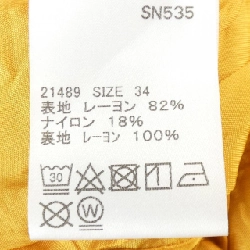 SN535
21489 SIZE 34
表地 レーヨン 82%
ナイロン 18%
裏地 レーヨン 100%
30
W